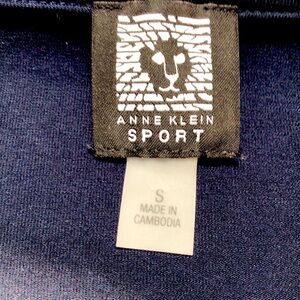 ANNE KLEIN
SPORT
S
MADE IN
CAMBODIA